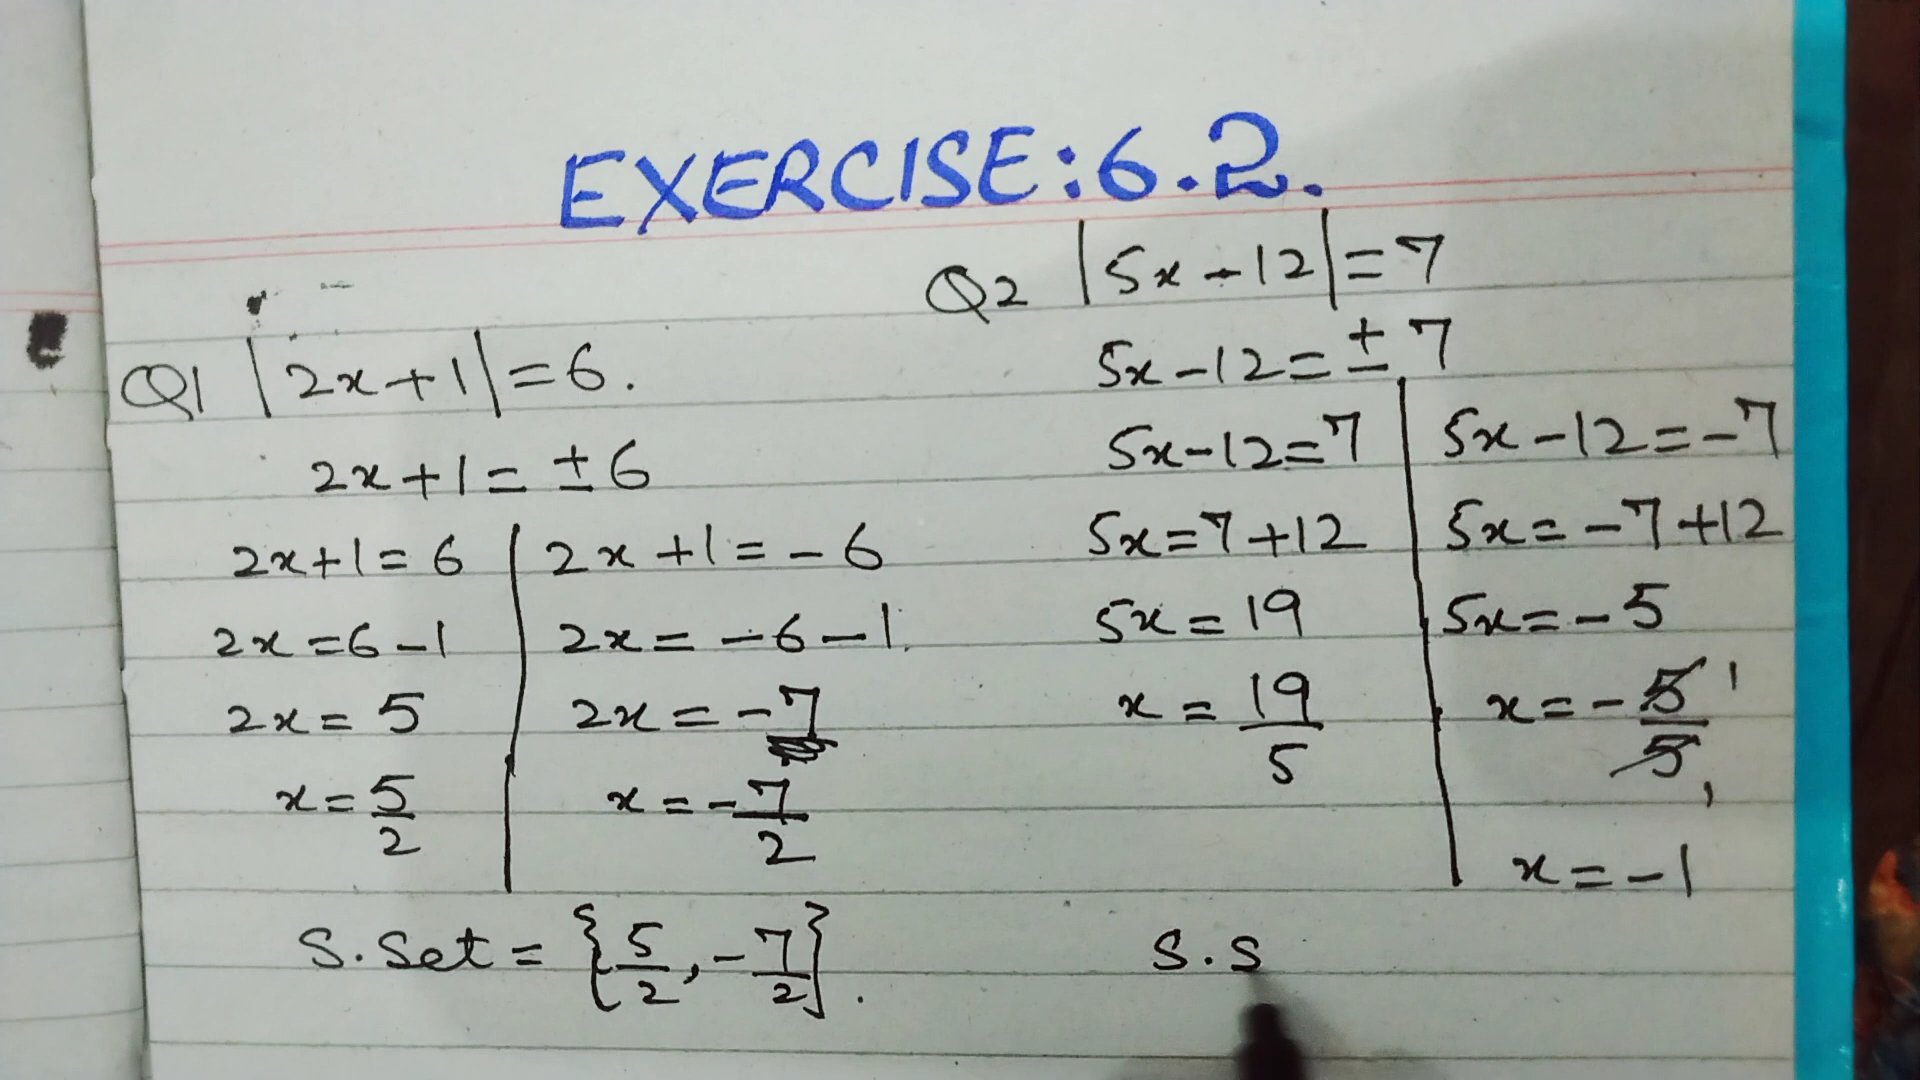 EXERCISE:6.2.
Q1 |2x+1|=6.
2x+1=±6
2x+1=6 | 2x+1=-6
2x=6-1 | 2x=-6-1.
2x=5 | 2x=-7
x=5/2 | x=-7/2
S.Set={5/2,-7/2}.
Q2 |5x-12|=7
5x-12=±7
5x-12=7 | 5x-12=-7
5x=7+12 | 5x=-7+12
5x=19 | 5x=-5
x=19/5 | x=-5/5 1 1
x=-1
S.S